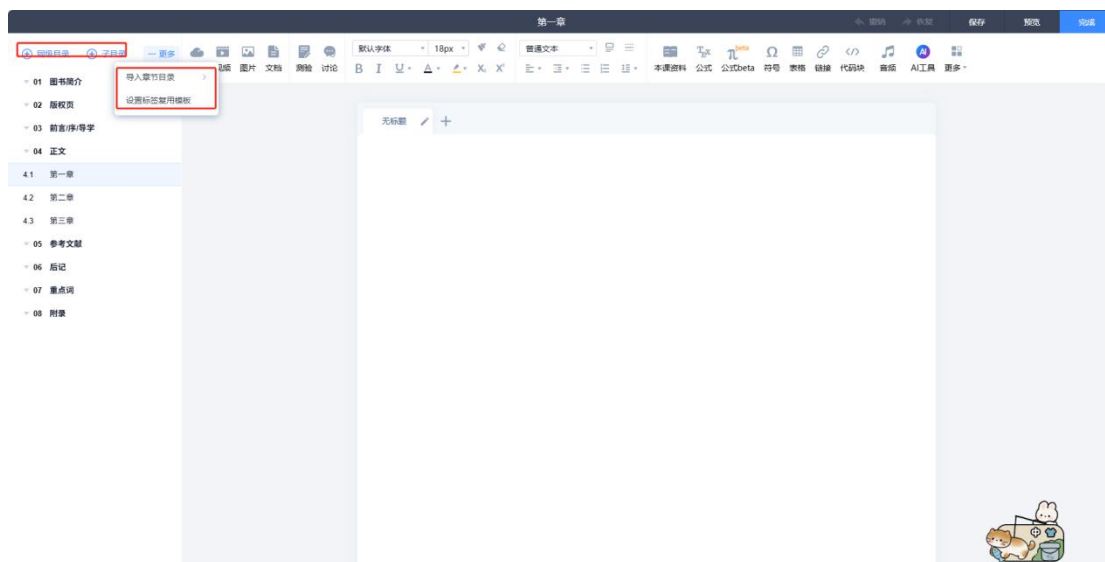 第一章
撤销 恢复 保存 预览 完成
同级目录 子目录 更多
默认字体 18px 普通文本
图片 文档 测验 讨论
B I U A X X
本课资料 公式 公式beta 符号 表格 链接 代码块 音频 AI工具 更多
导入章节目录
设置标签复用模板
01 图书简介
02 版权页
03 前言/序/导学
04 正文
4.1 第一章
4.2 第二章
4.3 第三章
05 参考文献
06 后记
07 重点词
08 附录
无标题